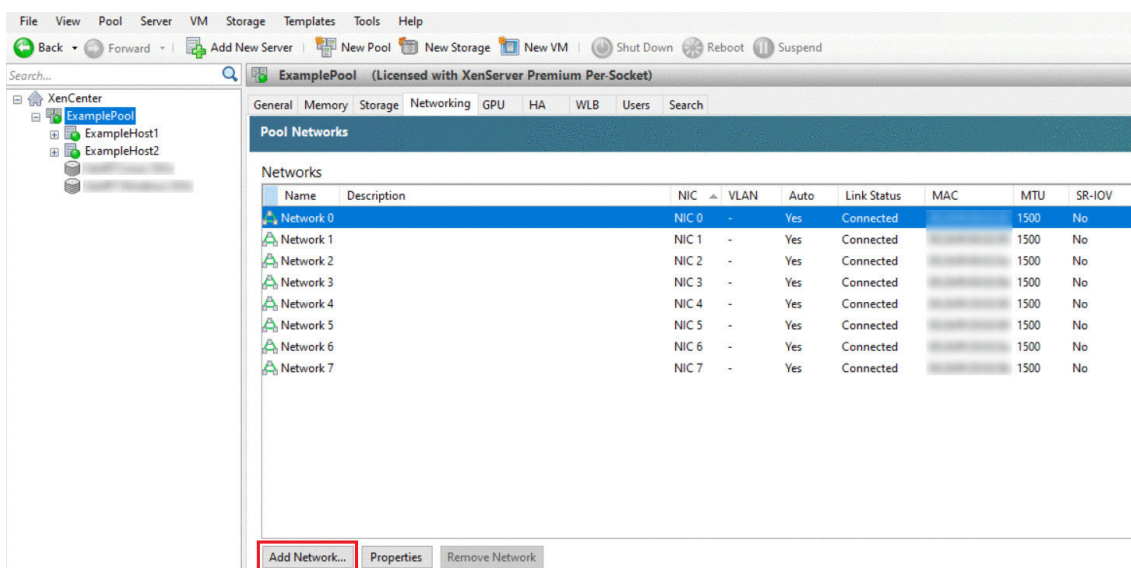 File View Pool Server VM Storage Templates Tools Help
Back Forward Add New Server New Pool New Storage New VM Shut Down Reboot Suspend
Search...
ExamplePool (Licensed with XenServer Premium Per-Socket)
XenCenter
ExamplePool
ExampleHost1
ExampleHost2
General Memory Storage Networking GPU HA WLB Users Search
Pool Networks
Networks
Name Description NIC VLAN Auto Link Status MAC MTU SR-IOV
Network 0 NIC 0 - Yes Connected 1500 No
Network 1 NIC 1 - Yes Connected 1500 No
Network 2 NIC 2 - Yes Connected 1500 No
Network 3 NIC 3 - Yes Connected 1500 No
Network 4 NIC 4 - Yes Connected 1500 No
Network 5 NIC 5 - Yes Connected 1500 No
Network 6 NIC 6 - Yes Connected 1500 No
Network 7 NIC 7 - Yes Connected 1500 No
Add Network... Properties Remove Network